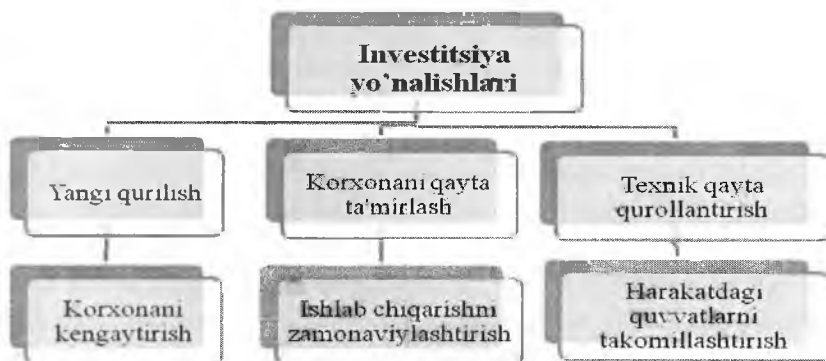 Investitsiya
yo'nalishlari
Yangi qurilish
Korxonani qayta
ta'mirlash
Texnik qayta
qurollantirish
Korxonani
kengaytirish
Ishlab chiqarishni
zamonaviylashtirish
Harakatdagi
quvvatlarni
takomillashtirish